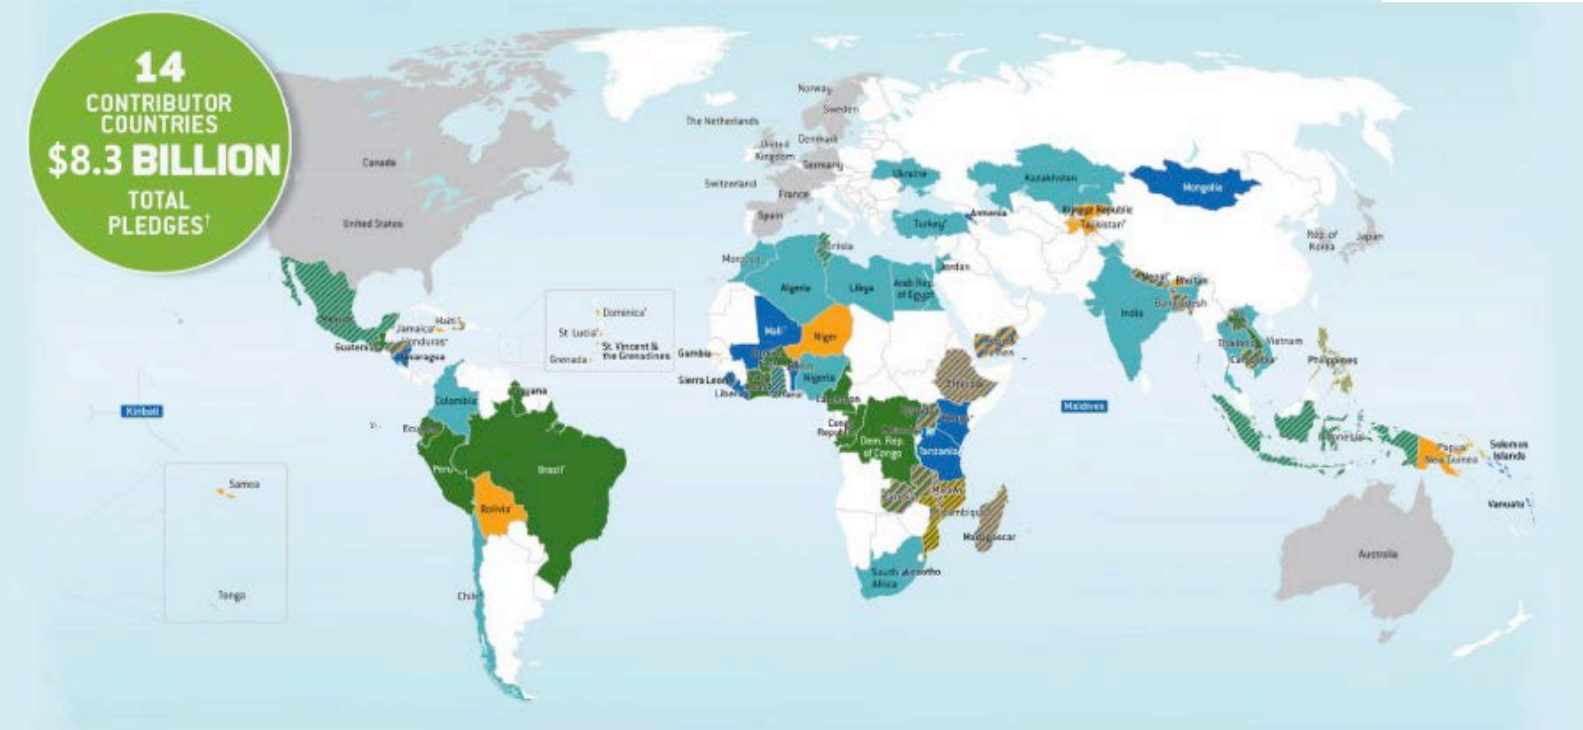 14
CONTRIBUTOR
COUNTRIES
$8.3 BILLION
TOTAL
PLEDGES†
Canada
United States
Norway
Sweden
The Netherlands
United
Kingdom
Denmark
Germany
Switzerland
France
Spain
Ukraine
Kazakhstan
Mongolia
Turkey*
Armenia
Kyrgyz Republic
Tajikistan*
Rep. of
Korea
Japan
Morocco
Tunisia
Algeria
Libya
Arab Rep.
of Egypt
Jordan
Nepal*
Bhutan
Bangladesh
India
Mexico
Jamaica*
Haiti*
Honduras*
Guatemala
Nicaragua
Dominica*
St. Lucia*
St. Vincent &
the Grenadines
Grenada
Gambia
Mali*
Niger
Sierra Leone
Liberia
Ghana
Nigeria
Cameroon
Ethiopia
Thailand
Vietnam
Cambodia*
Philippines
Kiribati
Maldives
Colombia
Guyana
Ecuador
Peru
Brazil*
Bolivia*
Chile*
Congo
Republic
Dem. Rep.
of Congo
Uganda
Kenya*
Tanzania
Zambia*
Malawi
Mozambique
Madagascar
South
Africa
Lesotho
Indonesia*
Papua
New Guinea
Solomon
Islands
Vanuatu
Samoa
Tonga
Australia